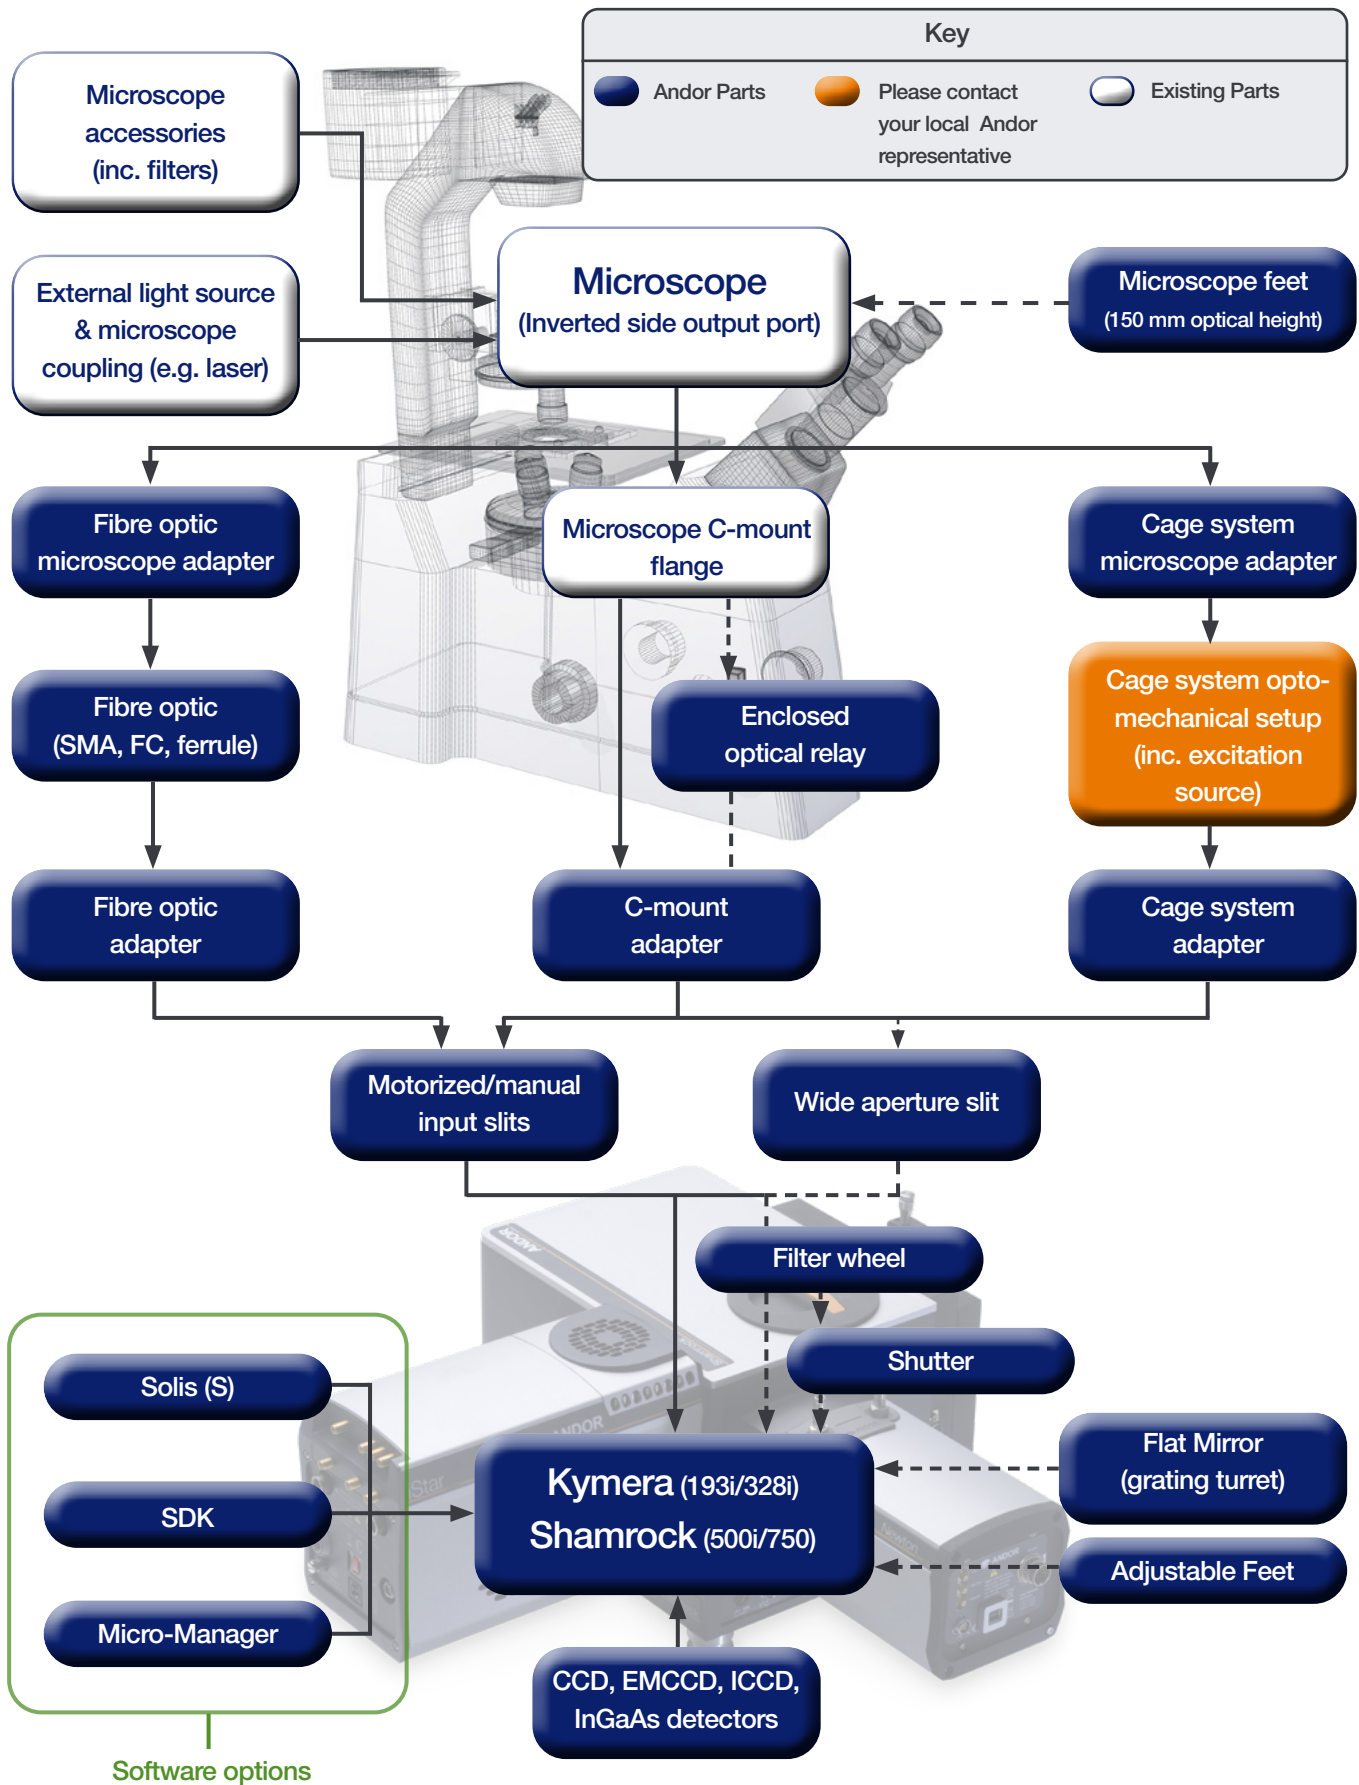 Key
Andor Parts
Please contact
your local Andor
representative
Existing Parts
Microscope
accessories
(inc. filters)
External light source
& microscope
coupling (e.g. laser)
Microscope
(Inverted side output port)
Microscope feet
(150 mm optical height)
Fibre optic
microscope adapter
Microscope C-mount
flange
Cage system
microscope adapter
Fibre optic
(SMA, FC, ferrule)
Enclosed
optical relay
Cage system opto-
mechanical setup
(inc. excitation
source)
Fibre optic
adapter
C-mount
adapter
Cage system
adapter
Motorized/manual
input slits
Wide aperture slit
ANDOR
Filter wheel
Shutter
Solis (S)
SDK
Micro-Manager
Software options
ANDOR
iStar
Kymera (193i/328i)
Shamrock (500i/750)
Flat Mirror
(grating turret)
Newton
ANDOR
Adjustable Feet
CCD, EMCCD, ICCD,
InGaAs detectors